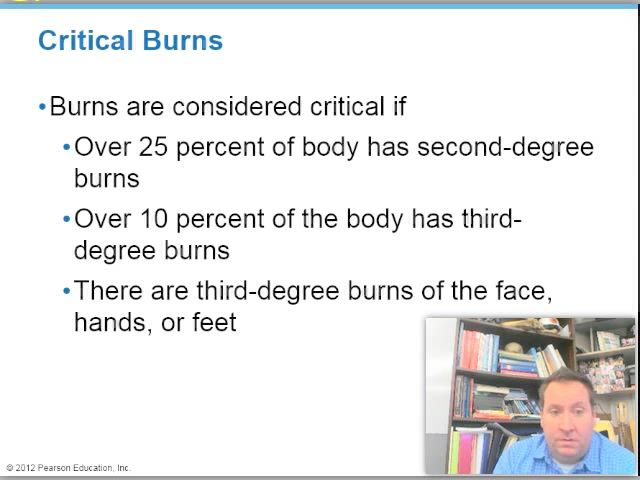 Critical Burns
•Burns are considered critical if
•Over 25 percent of body has second-degree
burns
•Over 10 percent of the body has third-
degree burns
•There are third-degree burns of the face,
hands, or feet
© 2012 Pearson Education, Inc.